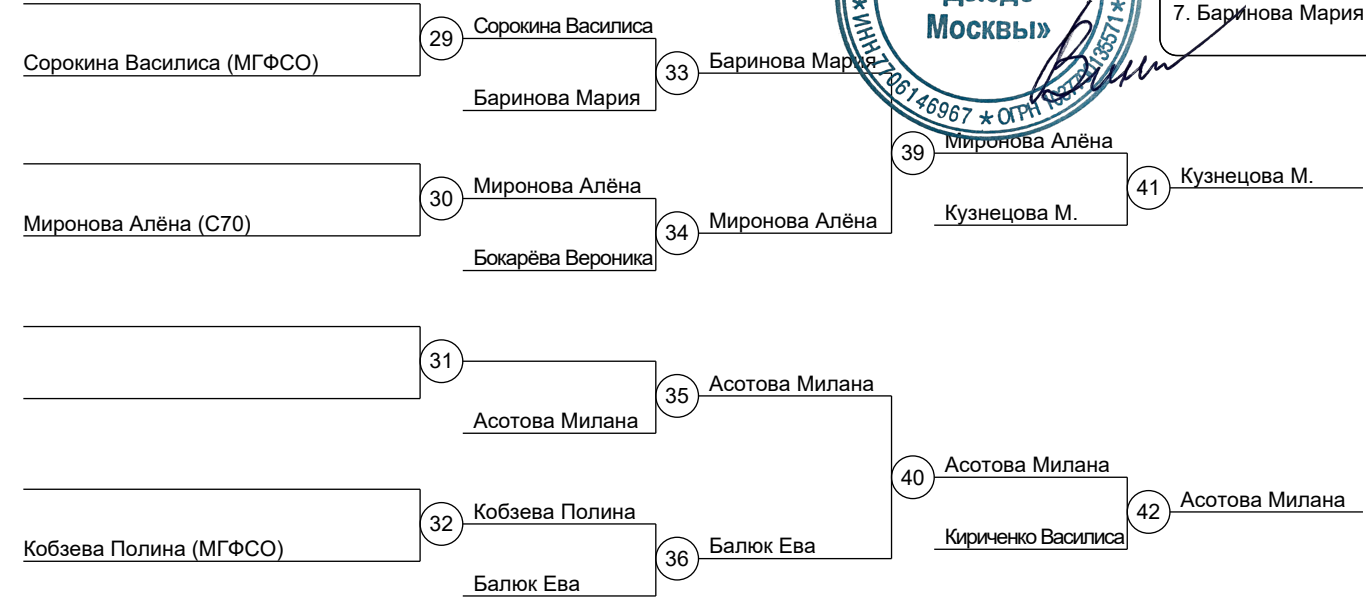 Москвы»
7. Баринова Мария
29
Сорокина Василиса
Сорокина Василиса (МГФСО)
33
Баринова Мария
Баринова Мария
ИНН 7706146967 * ОГРН
39
Миронова Алёна
30
Миронова Алёна
41
Кузнецова М.
Миронова Алёна (С70)
34
Миронова Алёна
Кузнецова М.
Бокарёва Вероника
31
35
Асотова Милана
Асотова Милана
40
Асотова Милана
32
Кобзева Полина
42
Асотова Милана
Кобзева Полина (МГФСО)
36
Балюк Ева
Кириченко Василиса
Балюк Ева